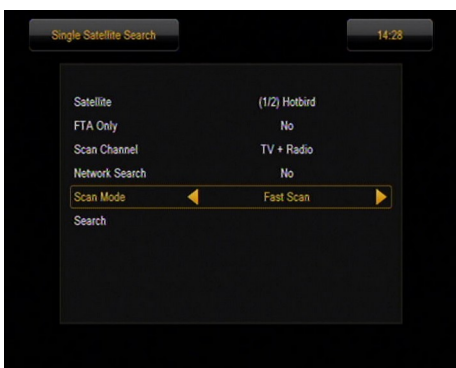 Single Satellite Search 14:28
Satellite (1/2) Hotbird
FTA Only No
Scan Channel TV + Radio
Network Search No
Scan Mode Fast Scan
Search